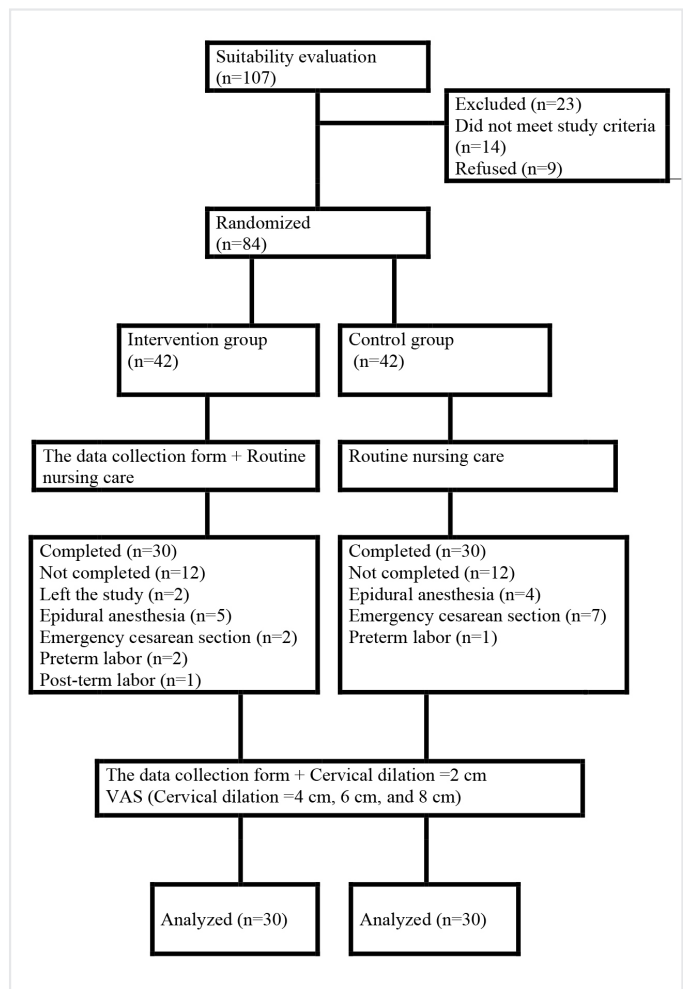 Suitability evaluation
(n=107)
Excluded (n=23)
Did not meet study criteria
(n=14)
Refused (n=9)
Randomized
(n=84)
Intervention group
(n=42)
Control group
(n=42)
The data collection form + Routine
nursing care
Routine nursing care
Completed (n=30)
Not completed (n=12)
Left the study (n=2)
Epidural anesthesia (n=5)
Emergency cesarean section (n=2)
Preterm labor (n=2)
Post-term labor (n=1)
Completed (n=30)
Not completed (n=12)
Epidural anesthesia (n=4)
Emergency cesarean section (n=7)
Preterm labor (n=1)
The data collection form + Cervical dilation =2 cm
VAS (Cervical dilation =4 cm, 6 cm, and 8 cm)
Analyzed (n=30)
Analyzed (n=30)